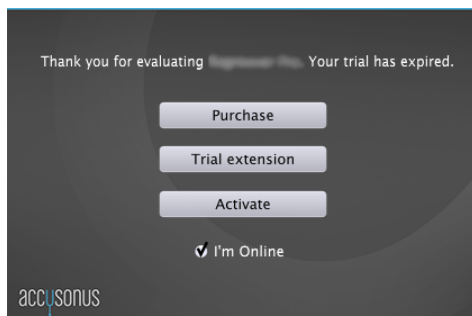 Thank you for evaluating . Your trial has expired.
Purchase
Trial extension
Activate
I'm Online
accusonus